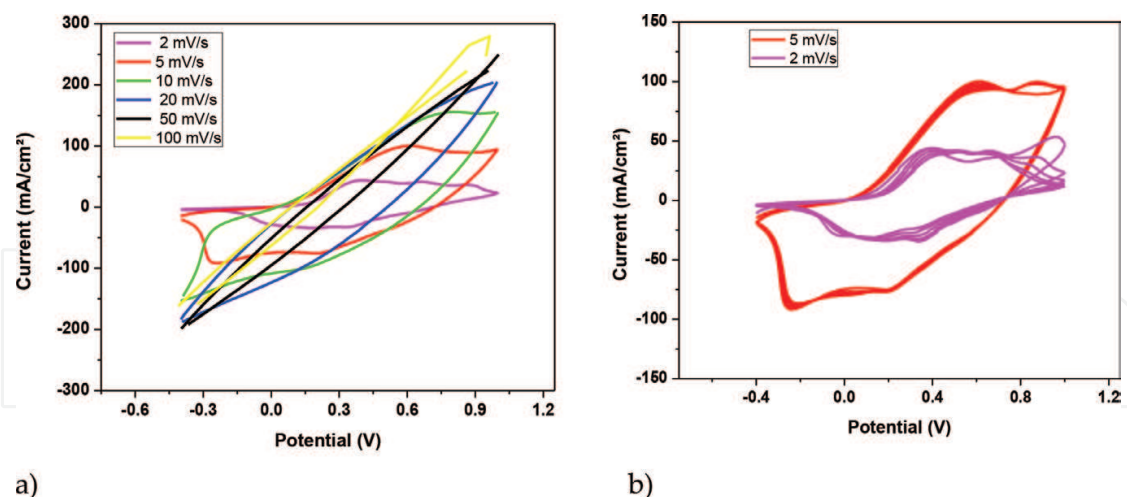 300
200
100
0
-100
-200
-300
-0.6
-0.3
0.0
0.3
0.6
0.9
1.2
Current (mA/cm²)
Potential (V)
2 mV/s
5 mV/s
10 mV/s
20 mV/s
50 mV/s
100 mV/s
a)
150
100
50
0
-50
-100
-150
-0.4
0.0
0.4
0.8
1.2
Current (mA/cm²)
Potential (V)
5 mV/s
2 mV/s
b)